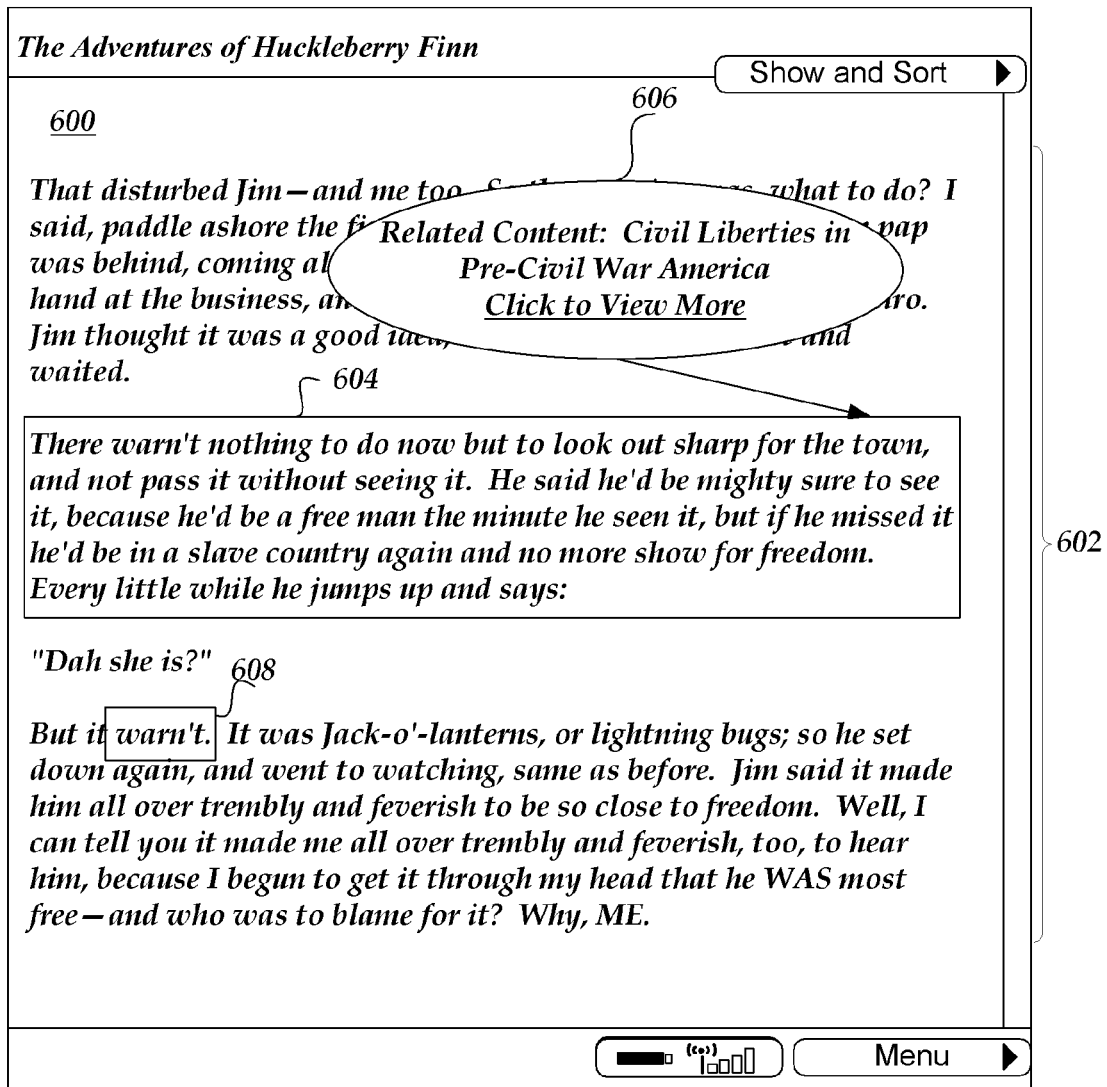 The Adventures of Huckleberry Finn
Show and Sort
600
606
That disturbed Jim—and me too. what to do? I
said, paddle ashore the pap
was behind, coming
hand at the business,
Jim thought it was a good idea, and
waited.
Related Content: Civil Liberties in
Pre-Civil War America
Click to View More
604
There warn't nothing to do now but to look out sharp for the town,
and not pass it without seeing it. He said he'd be mighty sure to see
it, because he'd be a free man the minute he seen it, but if he missed it
he'd be in a slave country again and no more show for freedom.
Every little while he jumps up and says:
602
"Dah she is?"
608
But it warn't. It was Jack-o'-lanterns, or lightning bugs; so he set
down again, and went to watching, same as before. Jim said it made
him all over trembly and feverish to be so close to freedom. Well, I
can tell you it made me all over trembly and feverish, too, to hear
him, because I begun to get it through my head that he WAS most
free—and who was to blame for it? Why, ME.
Menu